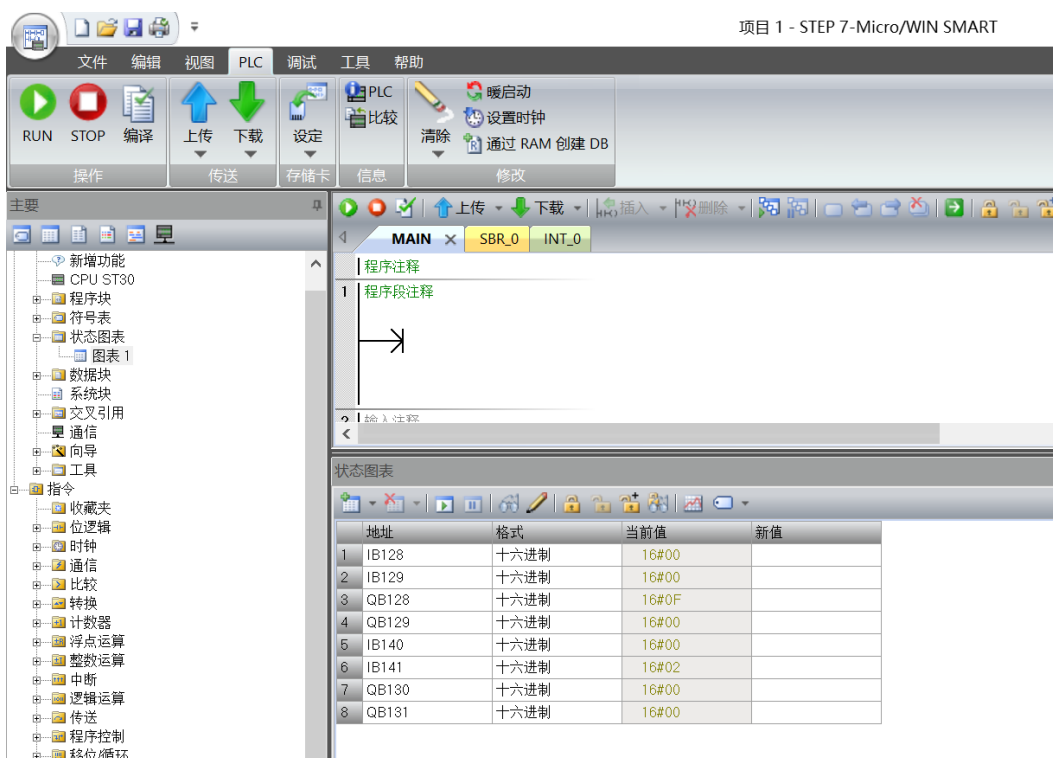 项目 1 - STEP 7-Micro/WIN SMART
文件 编辑 视图 PLC 调试 工具 帮助
RUN STOP 编译 上传 下载 设定 PLC 比较 清除 暖启动 设置时钟 通过 RAM 创建 DB
操作 传送 存储卡 信息 修改
主要
上传 下载 插入 删除
MAIN SBR_0 INT_0
新增功能
CPU ST30
程序块
符号表
状态图表
图表 1
数据块
系统块
交叉引用
通信
向导
工具
指令
收藏夹
位逻辑
时钟
通信
比较
转换
计数器
浮点运算
整数运算
中断
逻辑运算
传送
程序控制
移位/循环
程序注释
1 程序段注释
2 输入注释
状态图表
地址 格式 当前值 新值
1 IB128 十六进制 16#00
2 IB129 十六进制 16#00
3 QB128 十六进制 16#0F
4 QB129 十六进制 16#00
5 IB140 十六进制 16#00
6 IB141 十六进制 16#02
7 QB130 十六进制 16#00
8 QB131 十六进制 16#00